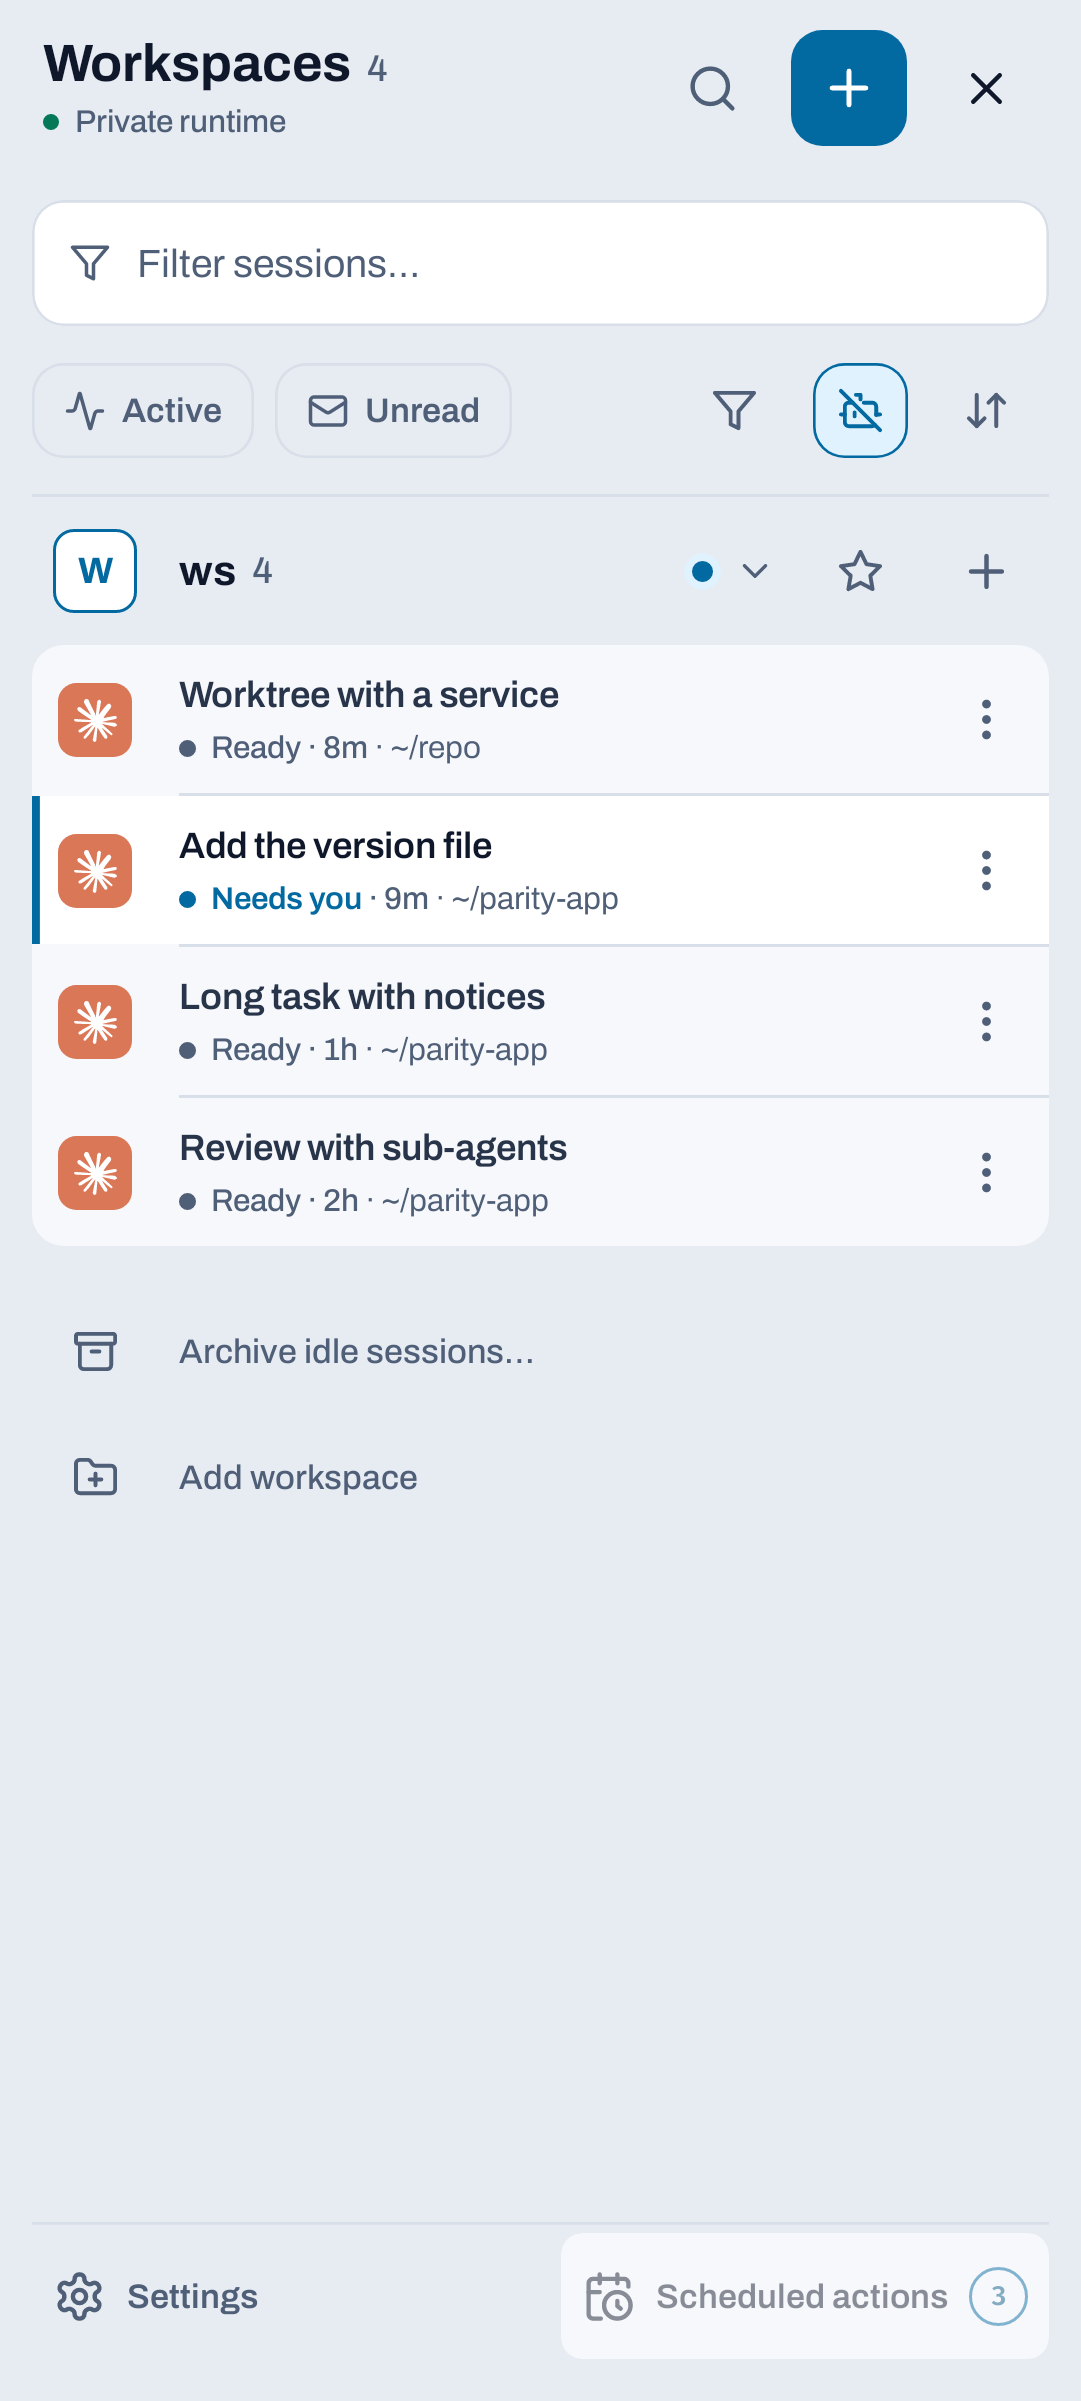 Workspaces 4
Private runtime
Filter sessions...
Active
Unread
W
ws 4
Worktree with a service
Ready · 8m · ~/repo
Add the version file
Needs you · 9m · ~/parity-app
Long task with notices
Ready · 1h · ~/parity-app
Review with sub-agents
Ready · 2h · ~/parity-app
Archive idle sessions...
Add workspace
Settings
Scheduled actions 3